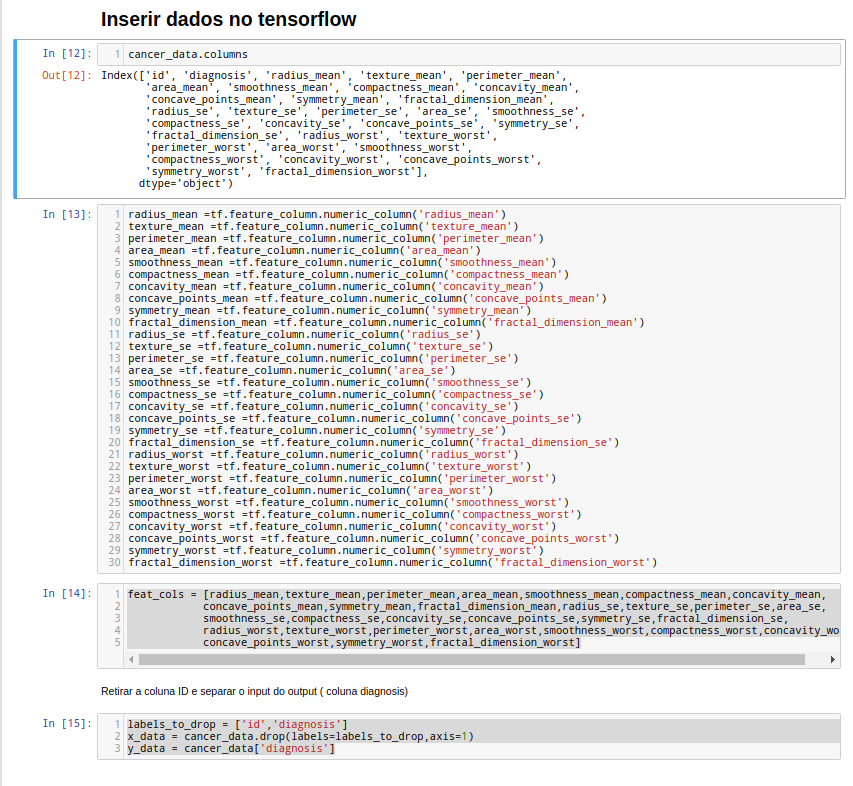 Inserir dados no tensorflow
In [12]:
1 cancer_data.columns
Out[12]: Index(['id', 'diagnosis', 'radius_mean', 'texture_mean', 'perimeter_mean',
'area_mean', 'smoothness_mean', 'compactness_mean', 'concavity_mean',
'concave_points_mean', 'symmetry_mean', 'fractal_dimension_mean',
'radius_se', 'texture_se', 'perimeter_se', 'area_se', 'smoothness_se',
'compactness_se', 'concavity_se', 'concave_points_se', 'symmetry_se',
'fractal_dimension_se', 'radius_worst', 'texture_worst',
'perimeter_worst', 'area_worst', 'smoothness_worst',
'compactness_worst', 'concavity_worst', 'concave_points_worst',
'symmetry_worst', 'fractal_dimension_worst'],
dtype='object')
In [13]:
1 radius_mean =tf.feature_column.numeric_column('radius_mean')
2 texture_mean =tf.feature_column.numeric_column('texture_mean')
3 perimeter_mean =tf.feature_column.numeric_column('perimeter_mean')
4 area_mean =tf.feature_column.numeric_column('area_mean')
5 smoothness_mean =tf.feature_column.numeric_column('smoothness_mean')
6 compactness_mean =tf.feature_column.numeric_column('compactness_mean')
7 concavity_mean =tf.feature_column.numeric_column('concavity_mean')
8 concave_points_mean =tf.feature_column.numeric_column('concave_points_mean')
9 symmetry_mean =tf.feature_column.numeric_column('symmetry_mean')
10 fractal_dimension_mean =tf.feature_column.numeric_column('fractal_dimension_mean')
11 radius_se =tf.feature_column.numeric_column('radius_se')
12 texture_se =tf.feature_column.numeric_column('texture_se')
13 perimeter_se =tf.feature_column.numeric_column('perimeter_se')
14 area_se =tf.feature_column.numeric_column('area_se')
15 smoothness_se =tf.feature_column.numeric_column('smoothness_se')
16 compactness_se =tf.feature_column.numeric_column('compactness_se')
17 concavity_se =tf.feature_column.numeric_column('concavity_se')
18 concave_points_se =tf.feature_column.numeric_column('concave_points_se')
19 symmetry_se =tf.feature_column.numeric_column('symmetry_se')
20 fractal_dimension_se =tf.feature_column.numeric_column('fractal_dimension_se')
21 radius_worst =tf.feature_column.numeric_column('radius_worst')
22 texture_worst =tf.feature_column.numeric_column('texture_worst')
23 perimeter_worst =tf.feature_column.numeric_column('perimeter_worst')
24 area_worst =tf.feature_column.numeric_column('area_worst')
25 smoothness_worst =tf.feature_column.numeric_column('smoothness_worst')
26 compactness_worst =tf.feature_column.numeric_column('compactness_worst')
27 concavity_worst =tf.feature_column.numeric_column('concavity_worst')
28 concave_points_worst =tf.feature_column.numeric_column('concave_points_worst')
29 symmetry_worst =tf.feature_column.numeric_column('symmetry_worst')
30 fractal_dimension_worst =tf.feature_column.numeric_column('fractal_dimension_worst')
In [14]:
1 feat_cols = [radius_mean,texture_mean,perimeter_mean,area_mean,smoothness_mean,compactness_mean,concavity_mean,
2 concave_points_mean,symmetry_mean,fractal_dimension_mean,radius_se,texture_se,perimeter_se,area_se,
3 smoothness_se,compactness_se,concavity_se,concave_points_se,symmetry_se,fractal_dimension_se,
4 radius_worst,texture_worst,perimeter_worst,area_worst,smoothness_worst,compactness_worst,concavity_wo
5 concave_points_worst,symmetry_worst,fractal_dimension_worst]
Retirar a coluna ID e separar o input do output ( coluna diagnosis)
In [15]:
1 labels_to_drop = ['id','diagnosis']
2 x_data = cancer_data.drop(labels=labels_to_drop,axis=1)
3 y_data = cancer_data['diagnosis']